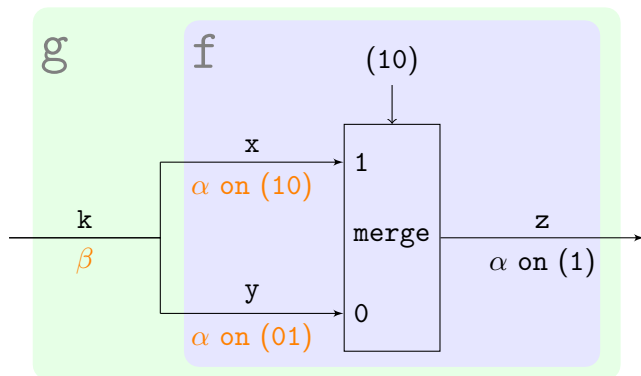 g
f
(10)
x
1
α on (10)
k
merge
z
β
α on (1)
y
0
α on (01)